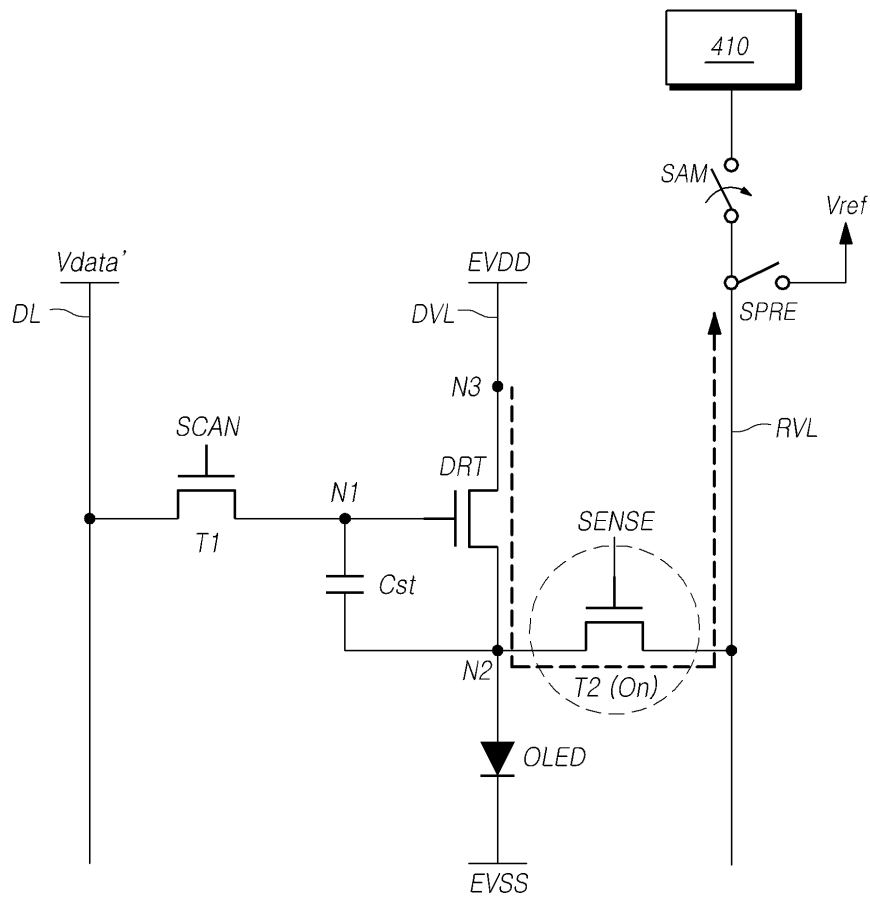 410
SAM
Vref
Vdata'
EVDD
DL
DVL
SPRE
N3
SCAN
RVL
DRT
N1
SENSE
T1
Cst
N2
T2 (On)
OLED
EVSS